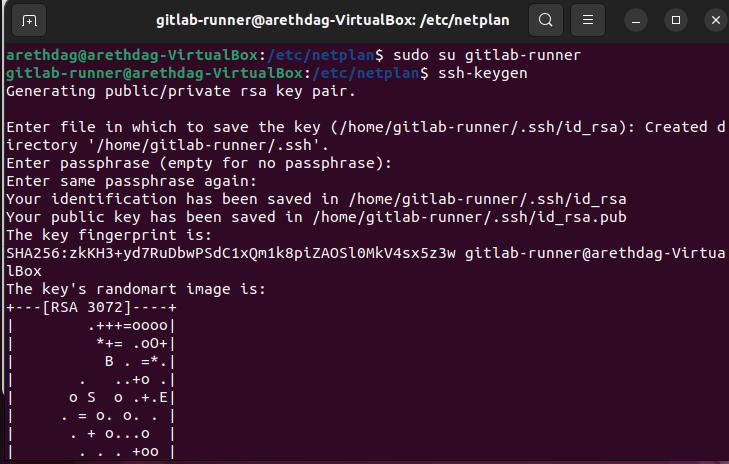 gitlab-runner@arethdag-VirtualBox: /etc/netplan
arethdag@arethdag-VirtualBox:/etc/netplan$ sudo su gitlab-runner
gitlab-runner@arethdag-VirtualBox:/etc/netplan$ ssh-keygen
Generating public/private rsa key pair.

Enter file in which to save the key (/home/gitlab-runner/.ssh/id_rsa): Created d
irectory '/home/gitlab-runner/.ssh'.
Enter passphrase (empty for no passphrase):
Enter same passphrase again:
Your identification has been saved in /home/gitlab-runner/.ssh/id_rsa
Your public key has been saved in /home/gitlab-runner/.ssh/id_rsa.pub
The key fingerprint is:
SHA256:zkKH3+yd7RuDbwPSdC1xQm1k8piZAOSl0MkV4sx5z3w gitlab-runner@arethdag-Virtua
lBox
The key's randomart image is:
+---[RSA 3072]----+
|        .+++=oooo|
|         *+= .oO+|
|          B . =*.|
|       .   ..+o .|
|      o S  o .+.E|
|     . = o. o. . |
|      . + o...o  |
|       . . . +oo |